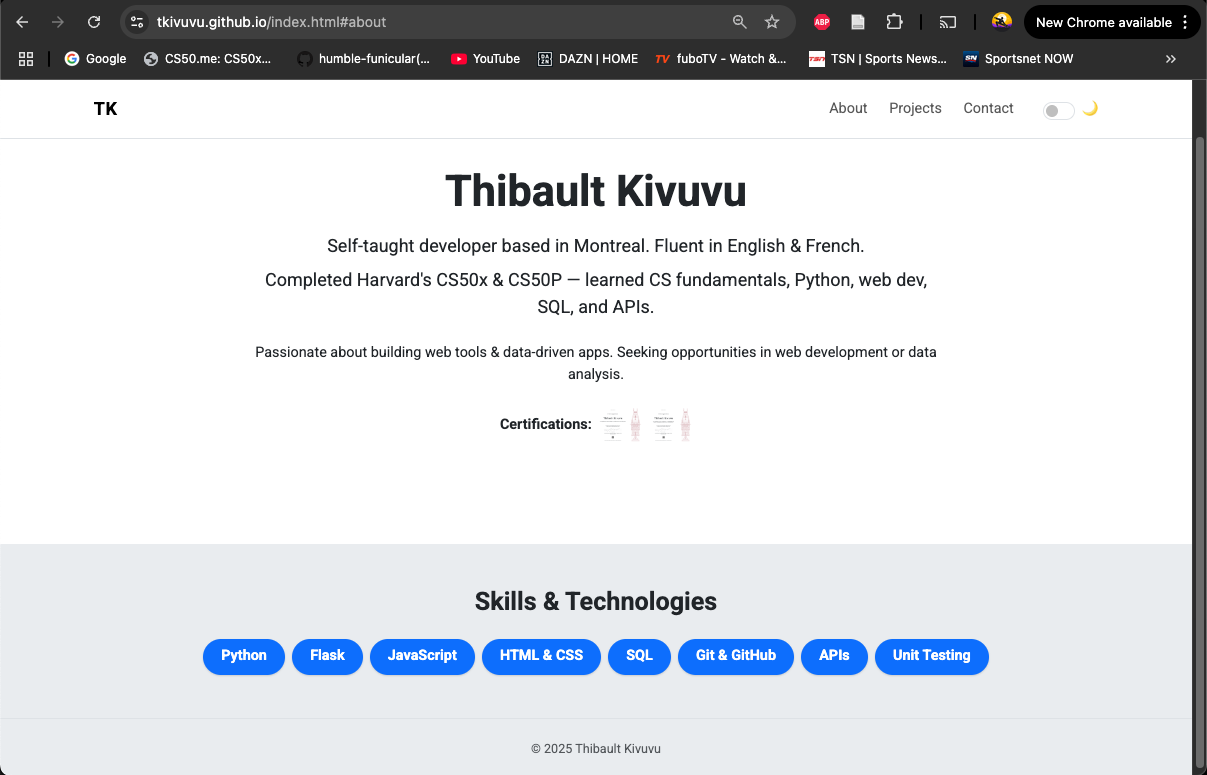 tkivuvu.github.io/index.html#about
ABP
New Chrome available
Google
CS50.me: CS50x...
humble-funicular(...
YouTube
DAZN | HOME
fuboTV - Watch &...
TSN | Sports News...
Sportsnet NOW
TK
About
Projects
Contact
Thibault Kivuvu
Self-taught developer based in Montreal. Fluent in English & French.
Completed Harvard's CS50x & CS50P — learned CS fundamentals, Python, web dev,
SQL, and APIs.
Passionate about building web tools & data-driven apps. Seeking opportunities in web development or data
analysis.
Certifications:
Skills & Technologies
Python
Flask
JavaScript
HTML & CSS
SQL
Git & GitHub
APIs
Unit Testing
© 2025 Thibault Kivuvu